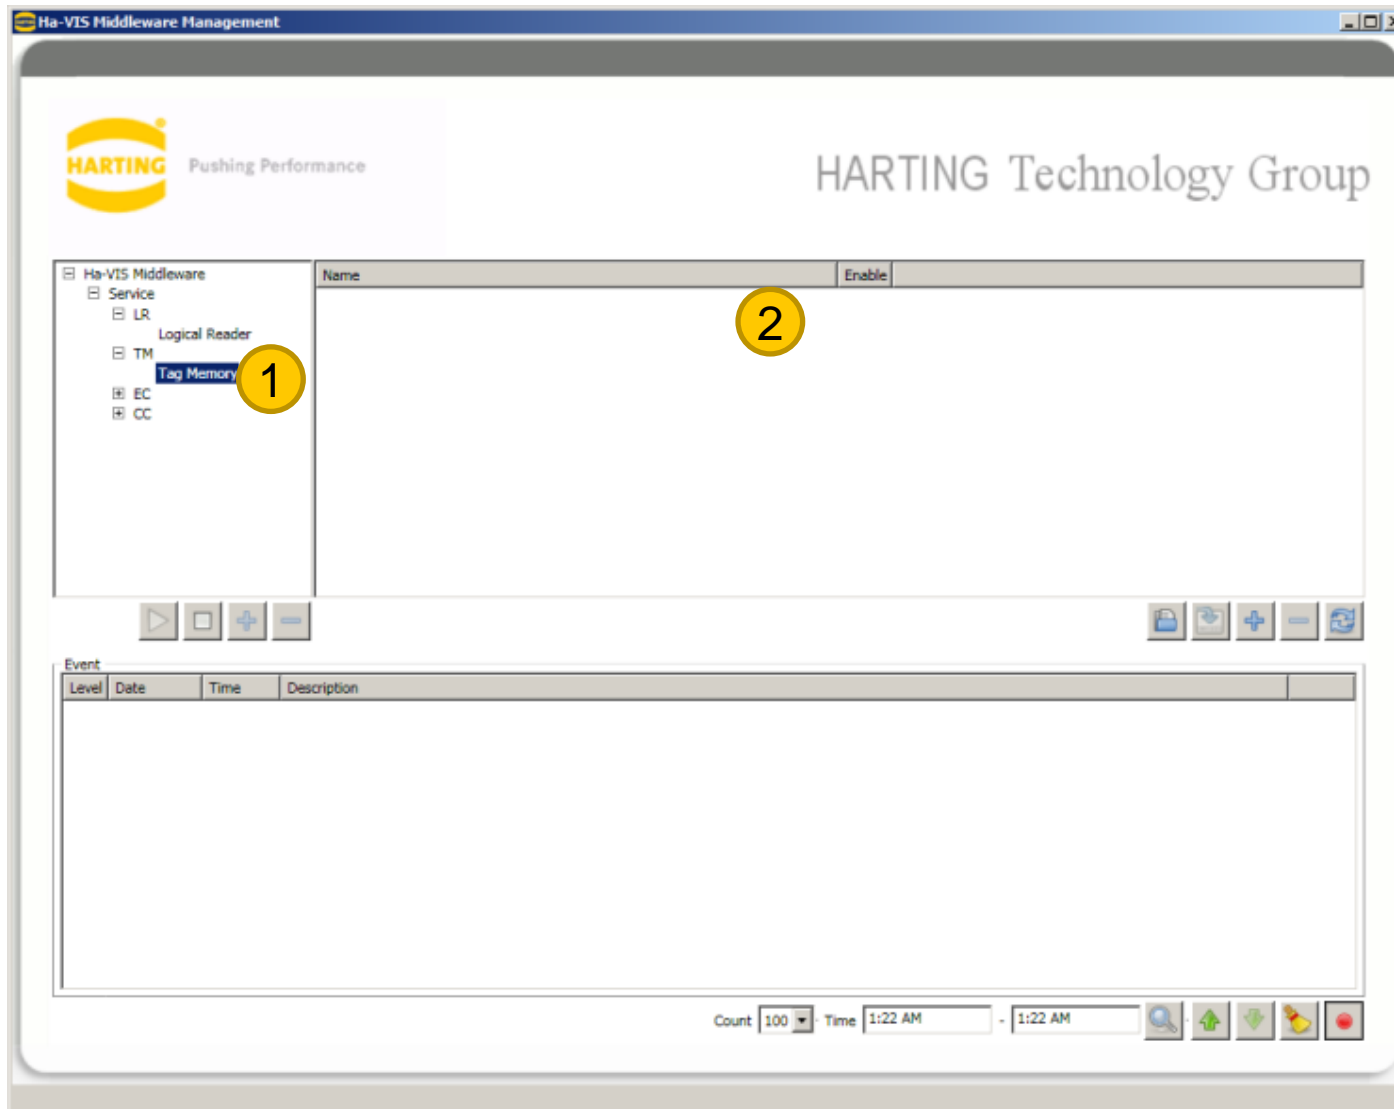 Ha-VIS Middleware Management
HARTING Pushing Performance
HARTING Technology Group
Ha-VIS Middleware
Service
LR
Logical Reader
TM
Tag Memory
EC
CC
1
Name Enable
2
Event
Level Date Time Description
Count 100 Time 1:22 AM - 1:22 AM